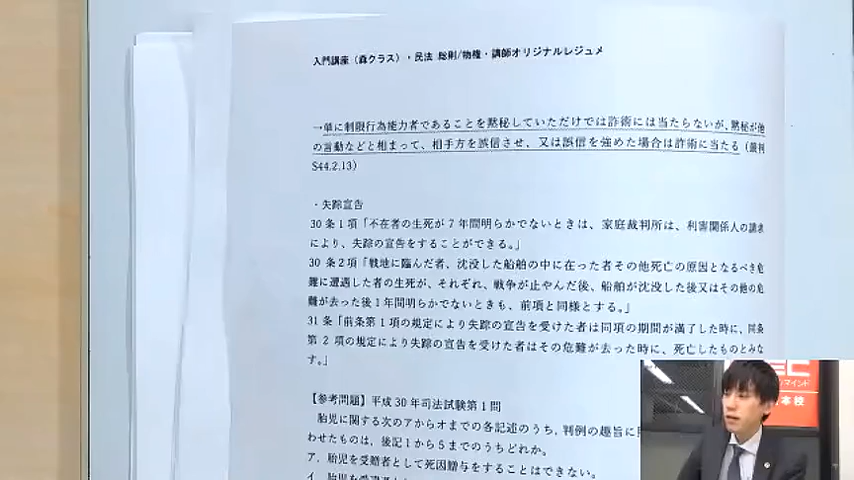 入門講座（森クラス）・民法 総則/物権・講師オリジナルレジュメ
→単に制限行為能力者であることを黙秘していただけでは詐術には当たらないが、黙秘が他
の言動などと相まって、相手方を誤信させ、又は誤信を強めた場合は詐術に当たる（最判
S44.2.13）
・失踪宣告
30条1項「不在者の生死が7年間明らかでないときは、家庭裁判所は、利害関係人の請求
により、失踪の宣告をすることができる。」
30条2項「戦地に臨んだ者、沈没した船舶の中に在った者その他死亡の原因となるべき危
難に遭遇した者の生死が、それぞれ、戦争が止やんだ後、船舶が沈没した後又はその他の危
難が去った後1年間明らかでないときも、前項と同様とする。」
31条「前条第1項の規定により失踪の宣告を受けた者は同項の期間が満了した時に、同条
第2項の規定により失踪の宣告を受けた者はその危難が去った時に、死亡したものとみな
す。」
【参考問題】平成30年司法試験第1問
胎児に関する次のアからオまでの各記述のうち、判例の趣旨に
わせたものは、後記1から5までのうちどれか。
ア．胎児を受贈者として死因贈与をすることはできない。
マインド
本校